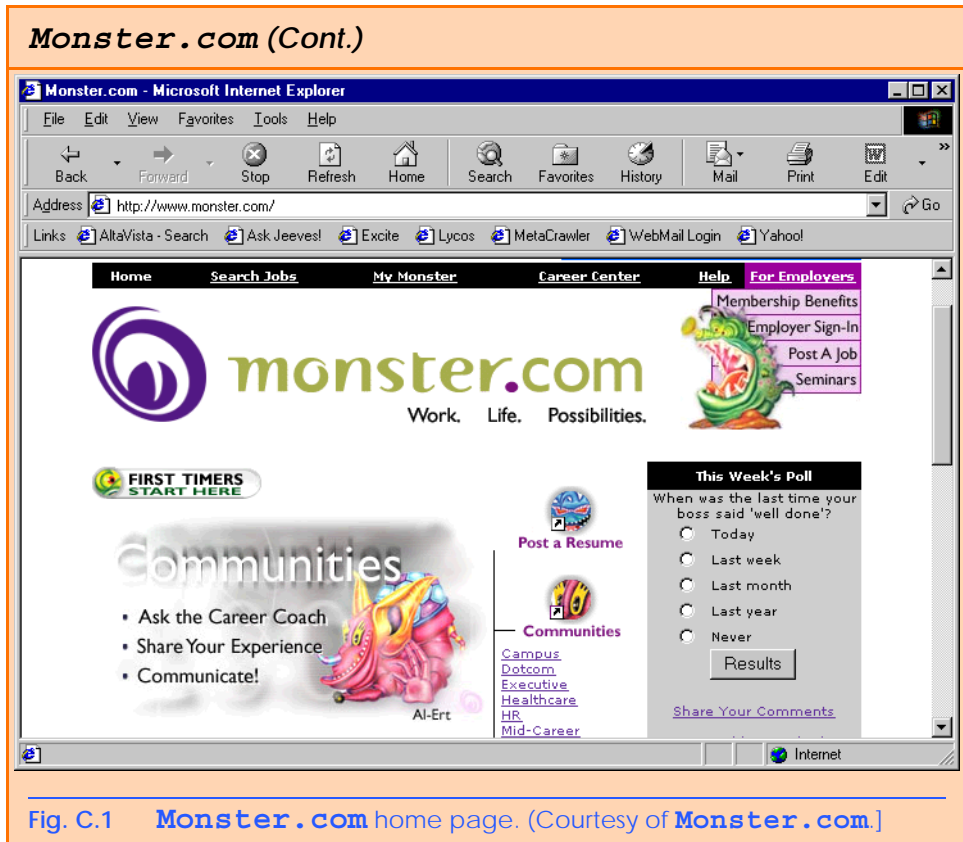 Monster.com (Cont.)
Monster.com - Microsoft Internet Explorer
File Edit View Favorites Tools Help
Back Forward Stop Refresh Home Search Favorites History Mail Print Edit »
Address http://www.monster.com/ Go
Links AltaVista - Search Ask Jeeves! Excite Lycos MetaCrawler WebMail Login Yahoo!
Home Search Jobs My Monster Career Center Help For Employers
Membership Benefits
Employer Sign-In
Post A Job
Seminars
monster.com
Work. Life. Possibilities.
FIRST TIMERS
START HERE
Communities
• Ask the Career Coach
• Share Your Experience
• Communicate!
Al-Ert
Post a Resume
Communities
Campus
Dotcom
Executive
Healthcare
HR
Mid-Career
This Week's Poll
When was the last time your
boss said 'well done'?
Today
Last week
Last month
Last year
Never
Results
Share Your Comments
Internet
Fig. C.1 Monster.com home page. (Courtesy of Monster.com.]